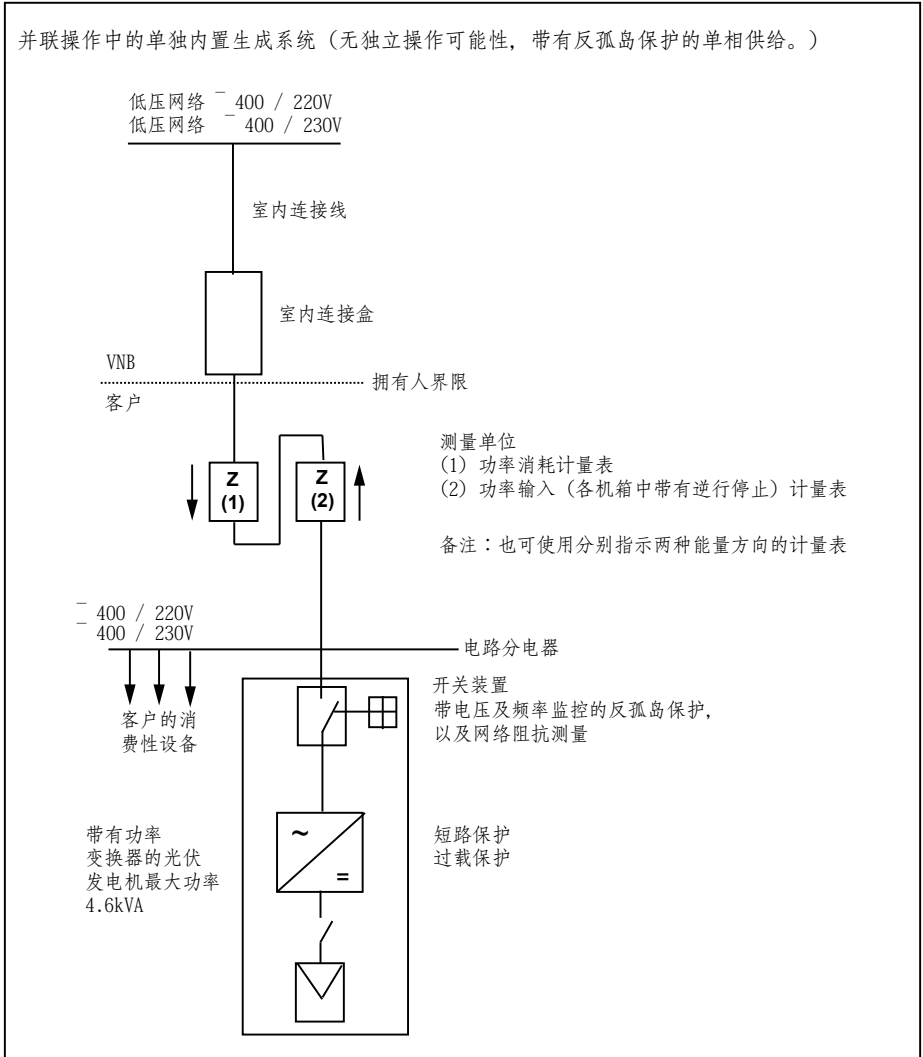 并联操作中的单独内置生成系统（无独立操作可能性，带有反孤岛保护的单相供给。）
低压网络 ¯ 400 / 220V
低压网络 ¯ 400 / 230V
室内连接线
室内连接盒
VNB
拥有人界限
客户
Z
(1)
Z
(2)
测量单位
(1) 功率消耗计量表
(2) 功率输入（各机箱中带有逆行停止）计量表
备注：也可使用分别指示两种能量方向的计量表
¯ 400 / 220V
¯ 400 / 230V
电路分电器
客户的消
费性设备
开关装置
带电压及频率监控的反孤岛保护，
以及网络阻抗测量
带有功率
变换器的光伏
发电机最大功率
4.6kVA
~
=
短路保护
过载保护